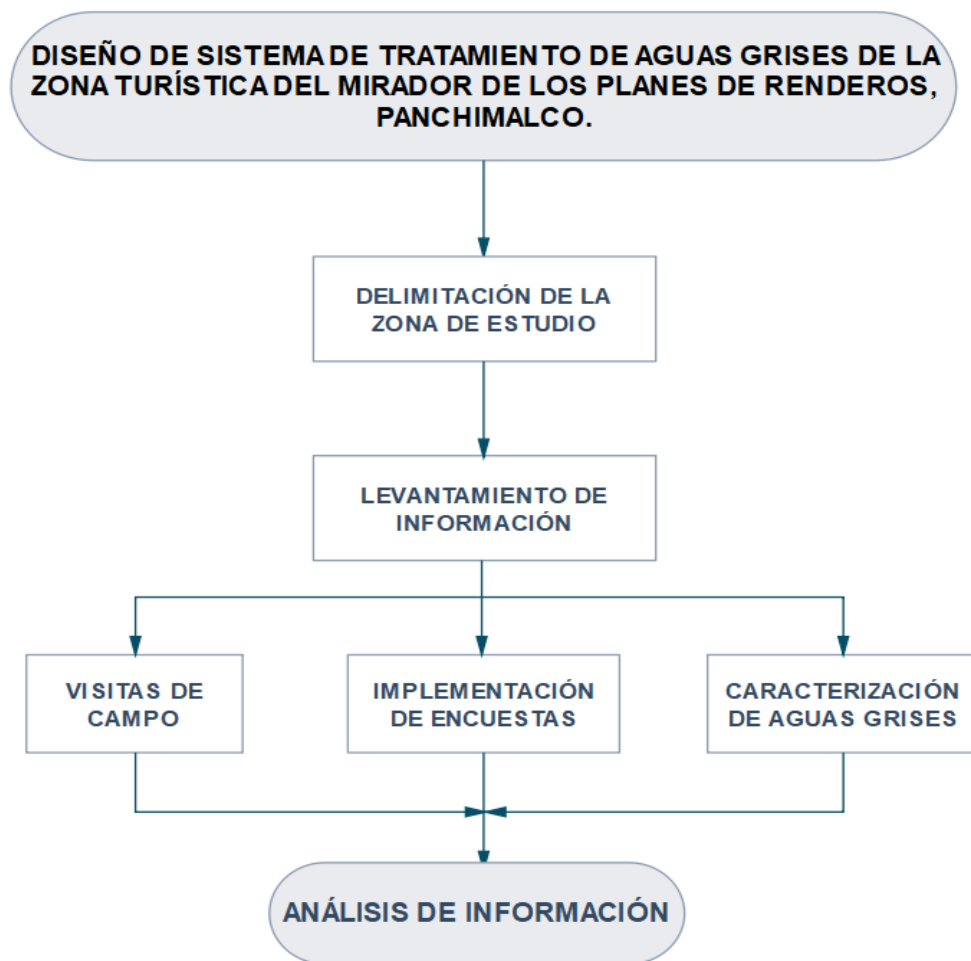 DISEÑO DE SISTEMA DE TRATAMIENTO DE AGUAS GRISES DE LA
ZONA TURÍSTICA DEL MIRADOR DE LOS PLANES DE RENDEROS,
PANCHIMALCO.
DELIMITACIÓN DE LA
ZONA DE ESTUDIO
LEVANTAMIENTO DE
INFORMACIÓN
VISITAS DE
CAMPO
IMPLEMENTACIÓN
DE ENCUESTAS
CARACTERIZACIÓN
DE AGUAS GRISES
ANÁLISIS DE INFORMACIÓN